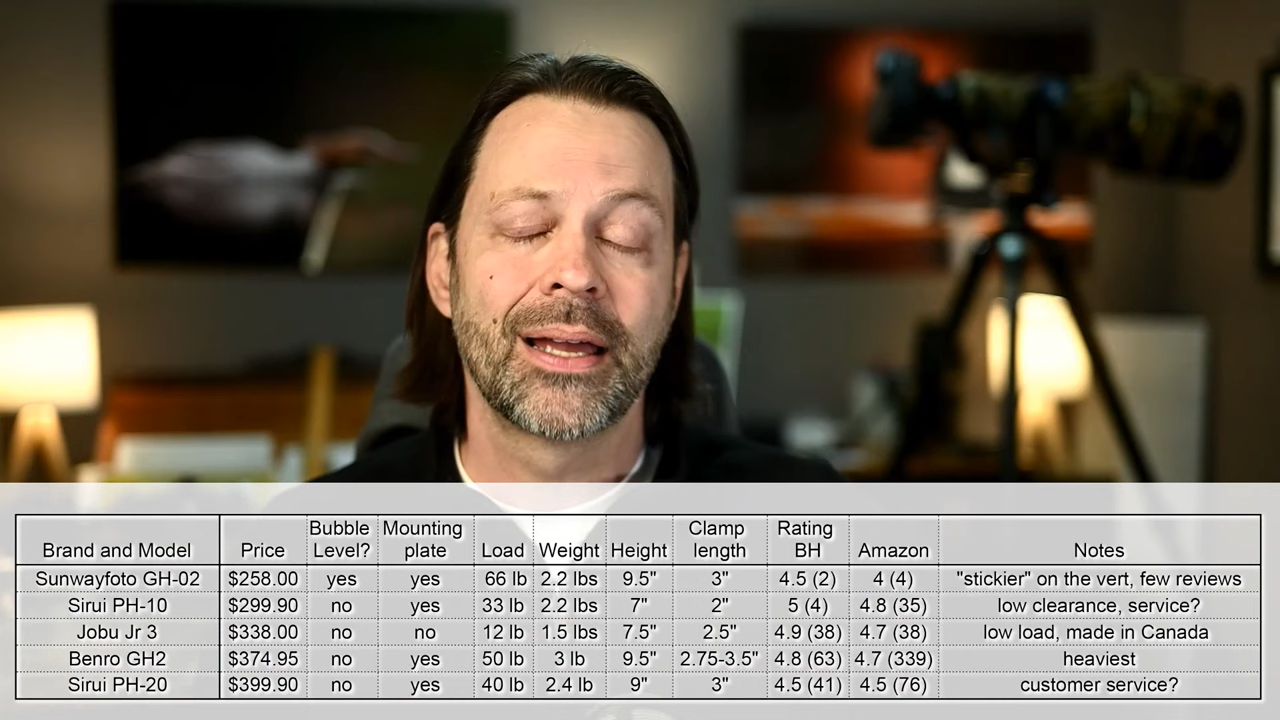 Brand and Model Price Bubble Level? Mounting plate Load Weight Height Clamp length Rating BH Amazon Notes
Sunwayfoto GH-02 $258.00 yes yes 66 lb 2.2 lbs 9.5" 3" 4.5 (2) 4 (4) "stickier" on the vert, few reviews
Sirui PH-10 $299.90 no yes 33 lb 2.2 lbs 7" 2" 5 (4) 4.8 (35) low clearance, service?
Jobu Jr 3 $338.00 no no 12 lb 1.5 lbs 7.5" 2.5" 4.9 (38) 4.7 (38) low load, made in Canada
Benro GH2 $374.95 no yes 50 lb 3 lb 9.5" 2.75-3.5" 4.8 (63) 4.7 (339) heaviest
Sirui PH-20 $399.90 no yes 40 lb 2.4 lb 9" 3" 4.5 (41) 4.5 (76) customer service?